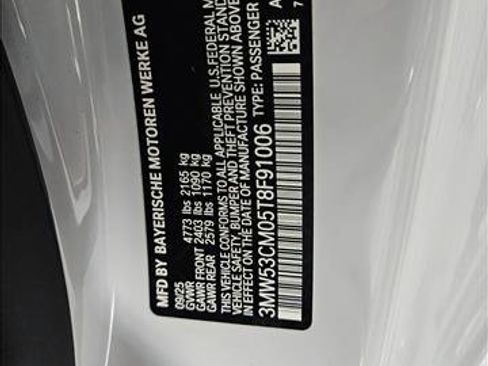 MFD BY BAYERISCHE MOTOREN WERKE AG
09/25
GVWR 4773 lbs 2165 kg
GAWR FRONT 2403 lbs 1090 kg
GAWR REAR 2579 lbs 1170 kg
THIS VEHICLE CONFORMS TO ALL APPLICABLE U.S. FEDERAL M
VEHICLE SAFETY, BUMPER AND THEFT PREVENTION STAN
IN EFFECT ON THE DATE OF MANUFACTURE SHOWN ABOVE
3MW53CM05T8F91006 TYPE: PASSENGER
A
7